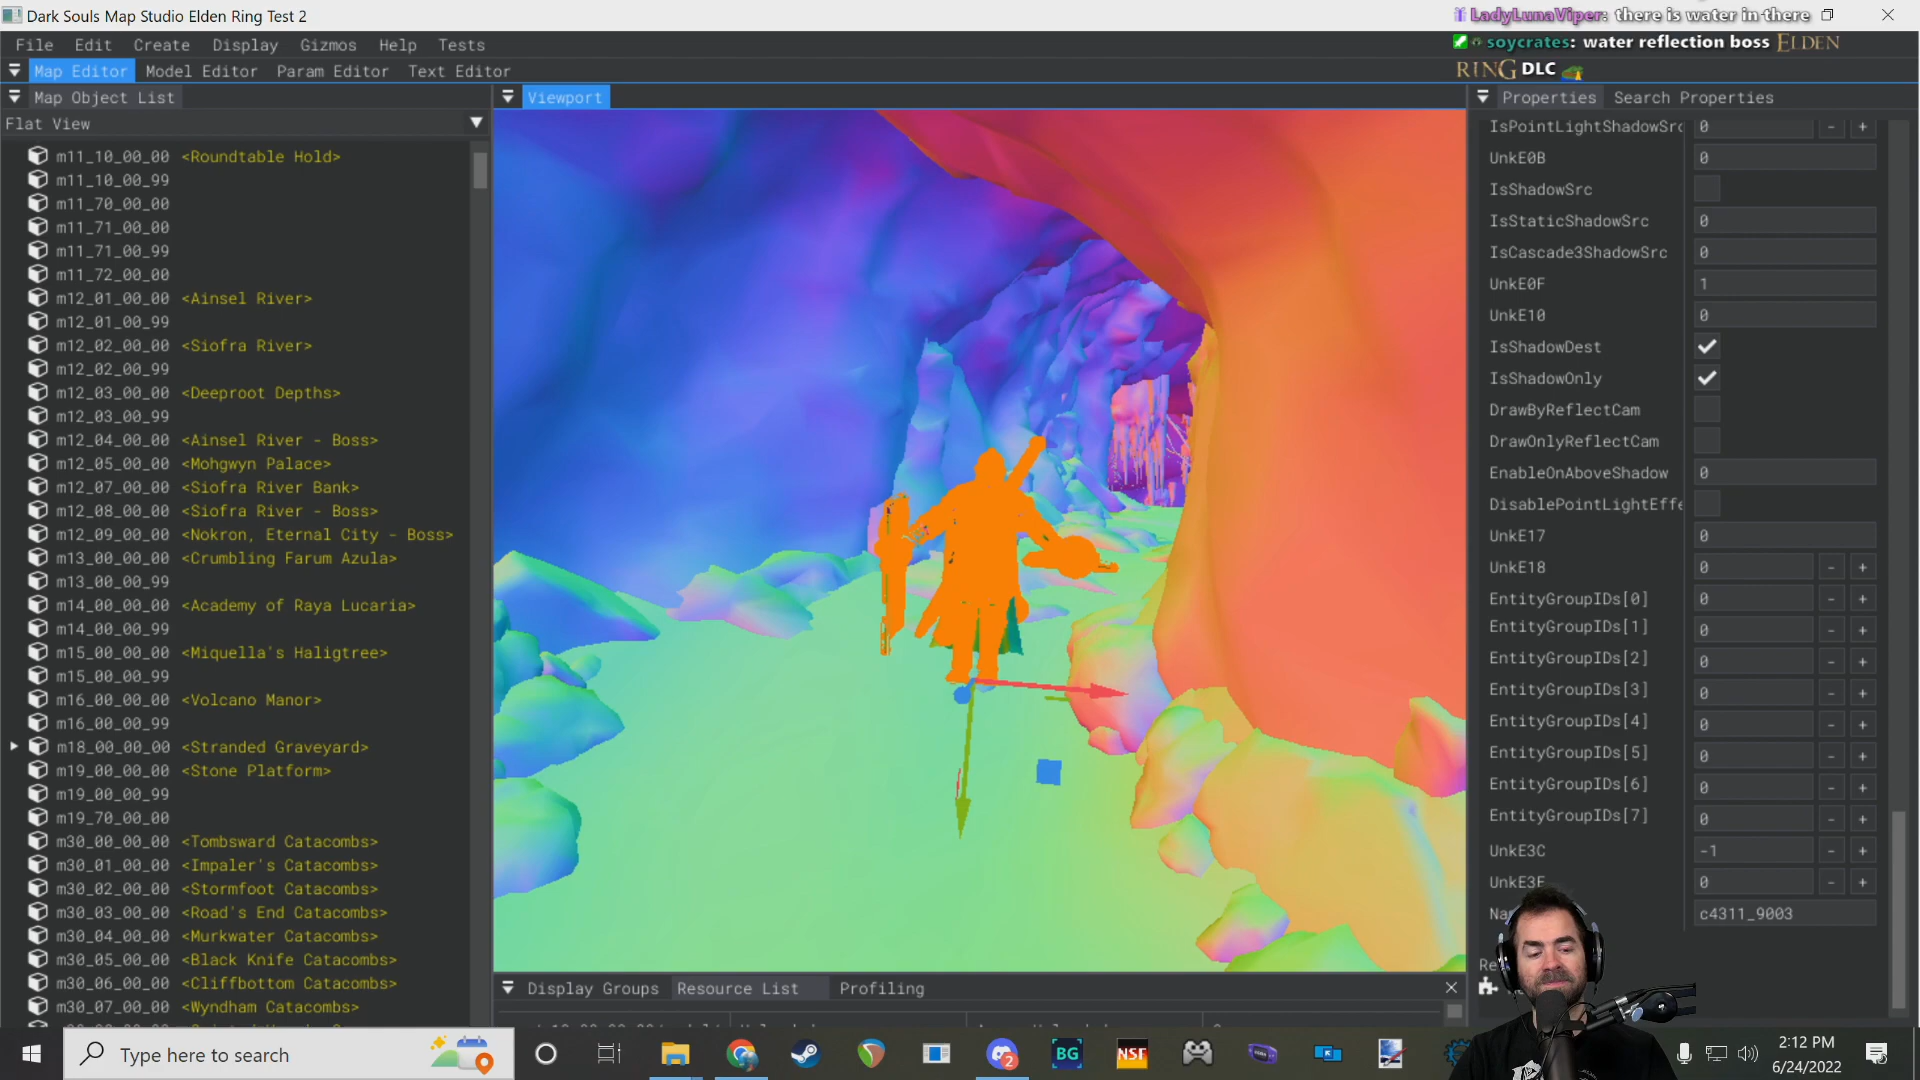 Dark Souls Map Studio Elden Ring Test 2
LadyLunaViper: there is water in there
soycrates: water reflection boss ELDEN
RING DLC
File Edit Create Display Gizmos Help Tests
Map Editor Model Editor Param Editor Text Editor
Map Object List
Flat View
m11_10_00_00 <Roundtable Hold>
m11_10_00_99
m11_70_00_00
m11_71_00_00
m11_71_00_99
m11_72_00_00
m12_01_00_00 <Ainsel River>
m12_01_00_99
m12_02_00_00 <Siofra River>
m12_02_00_99
m12_03_00_00 <Deeproot Depths>
m12_03_00_99
m12_04_00_00 <Ainsel River - Boss>
m12_05_00_00 <Mohgwyn Palace>
m12_07_00_00 <Siofra River Bank>
m12_08_00_00 <Siofra River - Boss>
m12_09_00_00 <Nokron, Eternal City - Boss>
m13_00_00_00 <Crumbling Farum Azula>
m13_00_00_99
m14_00_00_00 <Academy of Raya Lucaria>
m14_00_00_99
m15_00_00_00 <Miquella's Haligtree>
m15_00_00_99
m16_00_00_00 <Volcano Manor>
m16_00_00_99
m18_00_00_00 <Stranded Graveyard>
m19_00_00_00 <Stone Platform>
m19_00_00_99
m19_70_00_00
m30_00_00_00 <Tombsward Catacombs>
m30_01_00_00 <Impaler's Catacombs>
m30_02_00_00 <Stormfoot Catacombs>
m30_03_00_00 <Road's End Catacombs>
m30_04_00_00 <Murkwater Catacombs>
m30_05_00_00 <Black Knife Catacombs>
m30_06_00_00 <Cliffbottom Catacombs>
m30_07_00_00 <Wyndham Catacombs>
Viewport
Display Groups Resource List Profiling
Properties Search Properties
IsPointLightShadowSrc 0 - +
UnkE0B 0
IsShadowSrc
IsStaticShadowSrc 0
IsCascade3ShadowSrc 0
UnkE0F 1
UnkE10 0
IsShadowDest
IsShadowOnly
DrawByReflectCam
DrawOnlyReflectCam
EnableOnAboveShadow 0
DisablePointLightEffe
UnkE17 0
UnkE18 0 - +
EntityGroupIDs[0] 0 - +
EntityGroupIDs[1] 0 - +
EntityGroupIDs[2] 0 - +
EntityGroupIDs[3] 0 - +
EntityGroupIDs[4] 0 - +
EntityGroupIDs[5] 0 - +
EntityGroupIDs[6] 0 - +
EntityGroupIDs[7] 0 - +
UnkE3C -1 - +
UnkE3E 0 - +
Na c4311_9003
Re
Type here to search
2
BG
NSF
2:12 PM
6/24/2022